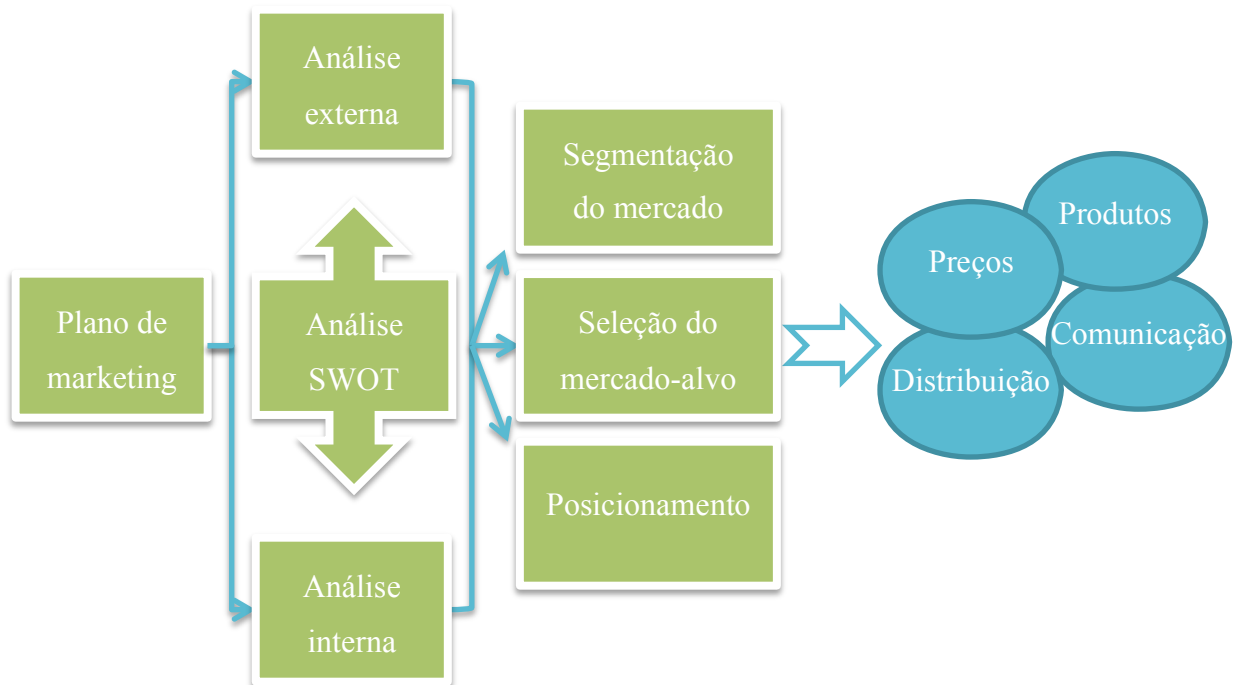 Plano de
marketing
Análise
externa
Análise
SWOT
Análise
interna
Segmentação
do mercado
Seleção do
mercado-alvo
Posicionamento
Preços
Produtos
Distribuição
Comunicação